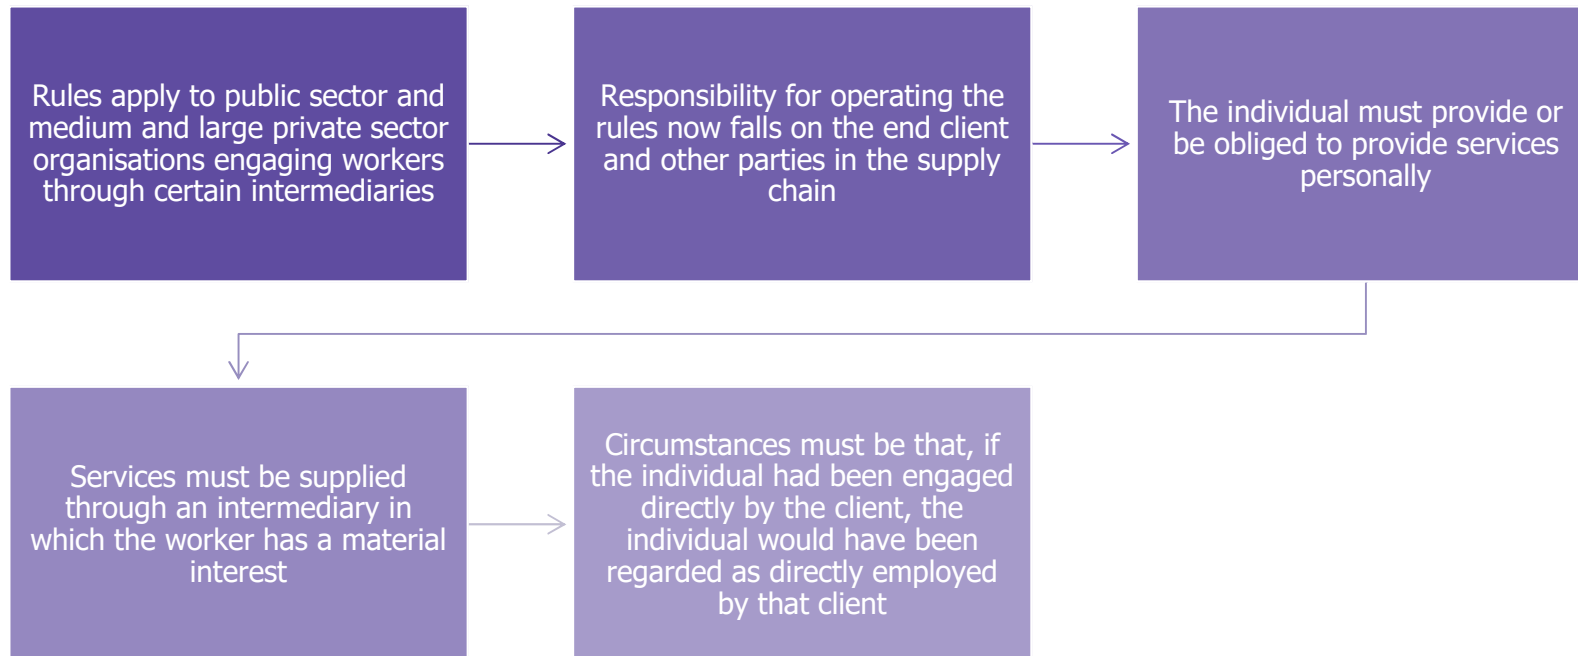 Rules apply to public sector and
medium and large private sector
organisations engaging workers
through certain intermediaries
Responsibility for operating the
rules now falls on the end client
and other parties in the supply
chain
The individual must provide or
be obliged to provide services
personally
Services must be supplied
through an intermediary in
which the worker has a material
interest
Circumstances must be that, if
the individual had been engaged
directly by the client, the
individual would have been
regarded as directly employed
by that client